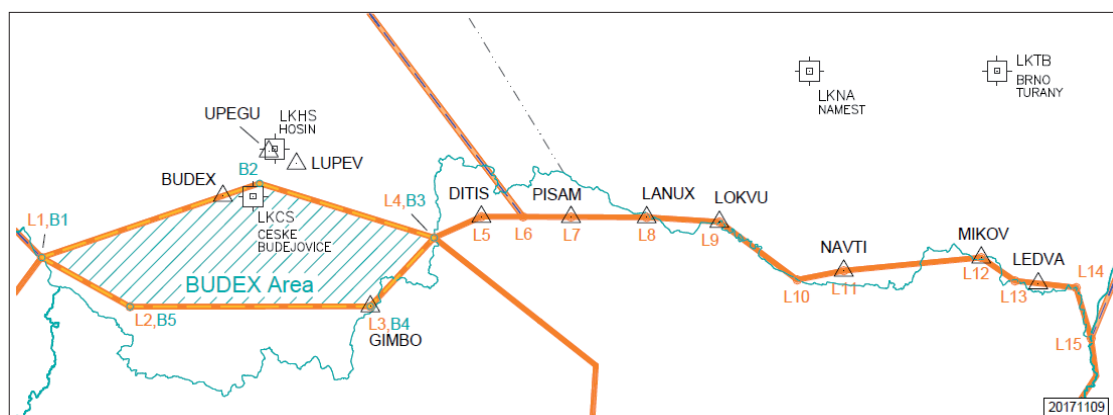 LKTB
BRNO
TURANY
LKNA
NAMEST
UPEGU
LKHS
HOSIN
LUPEV
BUDEX
B2
LKCS
CESKE
BUDEJOVICE
L1,B1
L4,B3
DITIS
PISAM
LANUX
LOKVU
L5
L6
L7
L8
L9
BUDEX Area
L2,B5
L3,B4
GIMBO
NAVTI
MIKOV
LEDVA
L10
L11
L12
L13
L14
L15
20171109